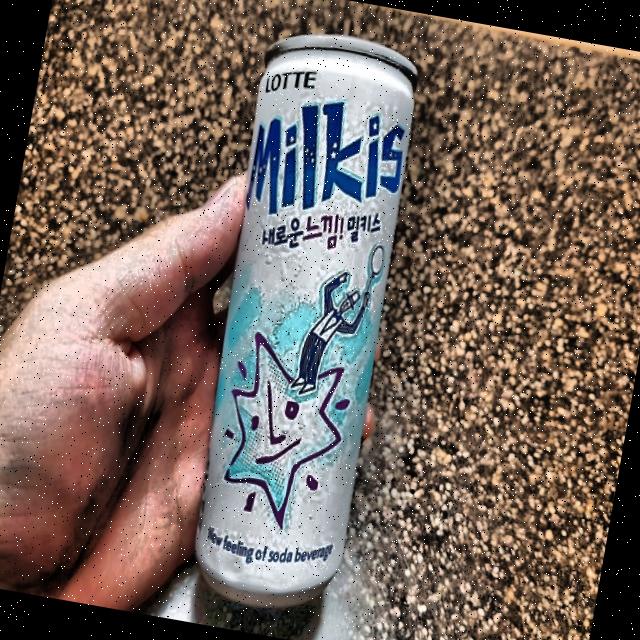 LOTTE
Milkis
새로운 느낌! 밀키스
New feeling of soda beverage